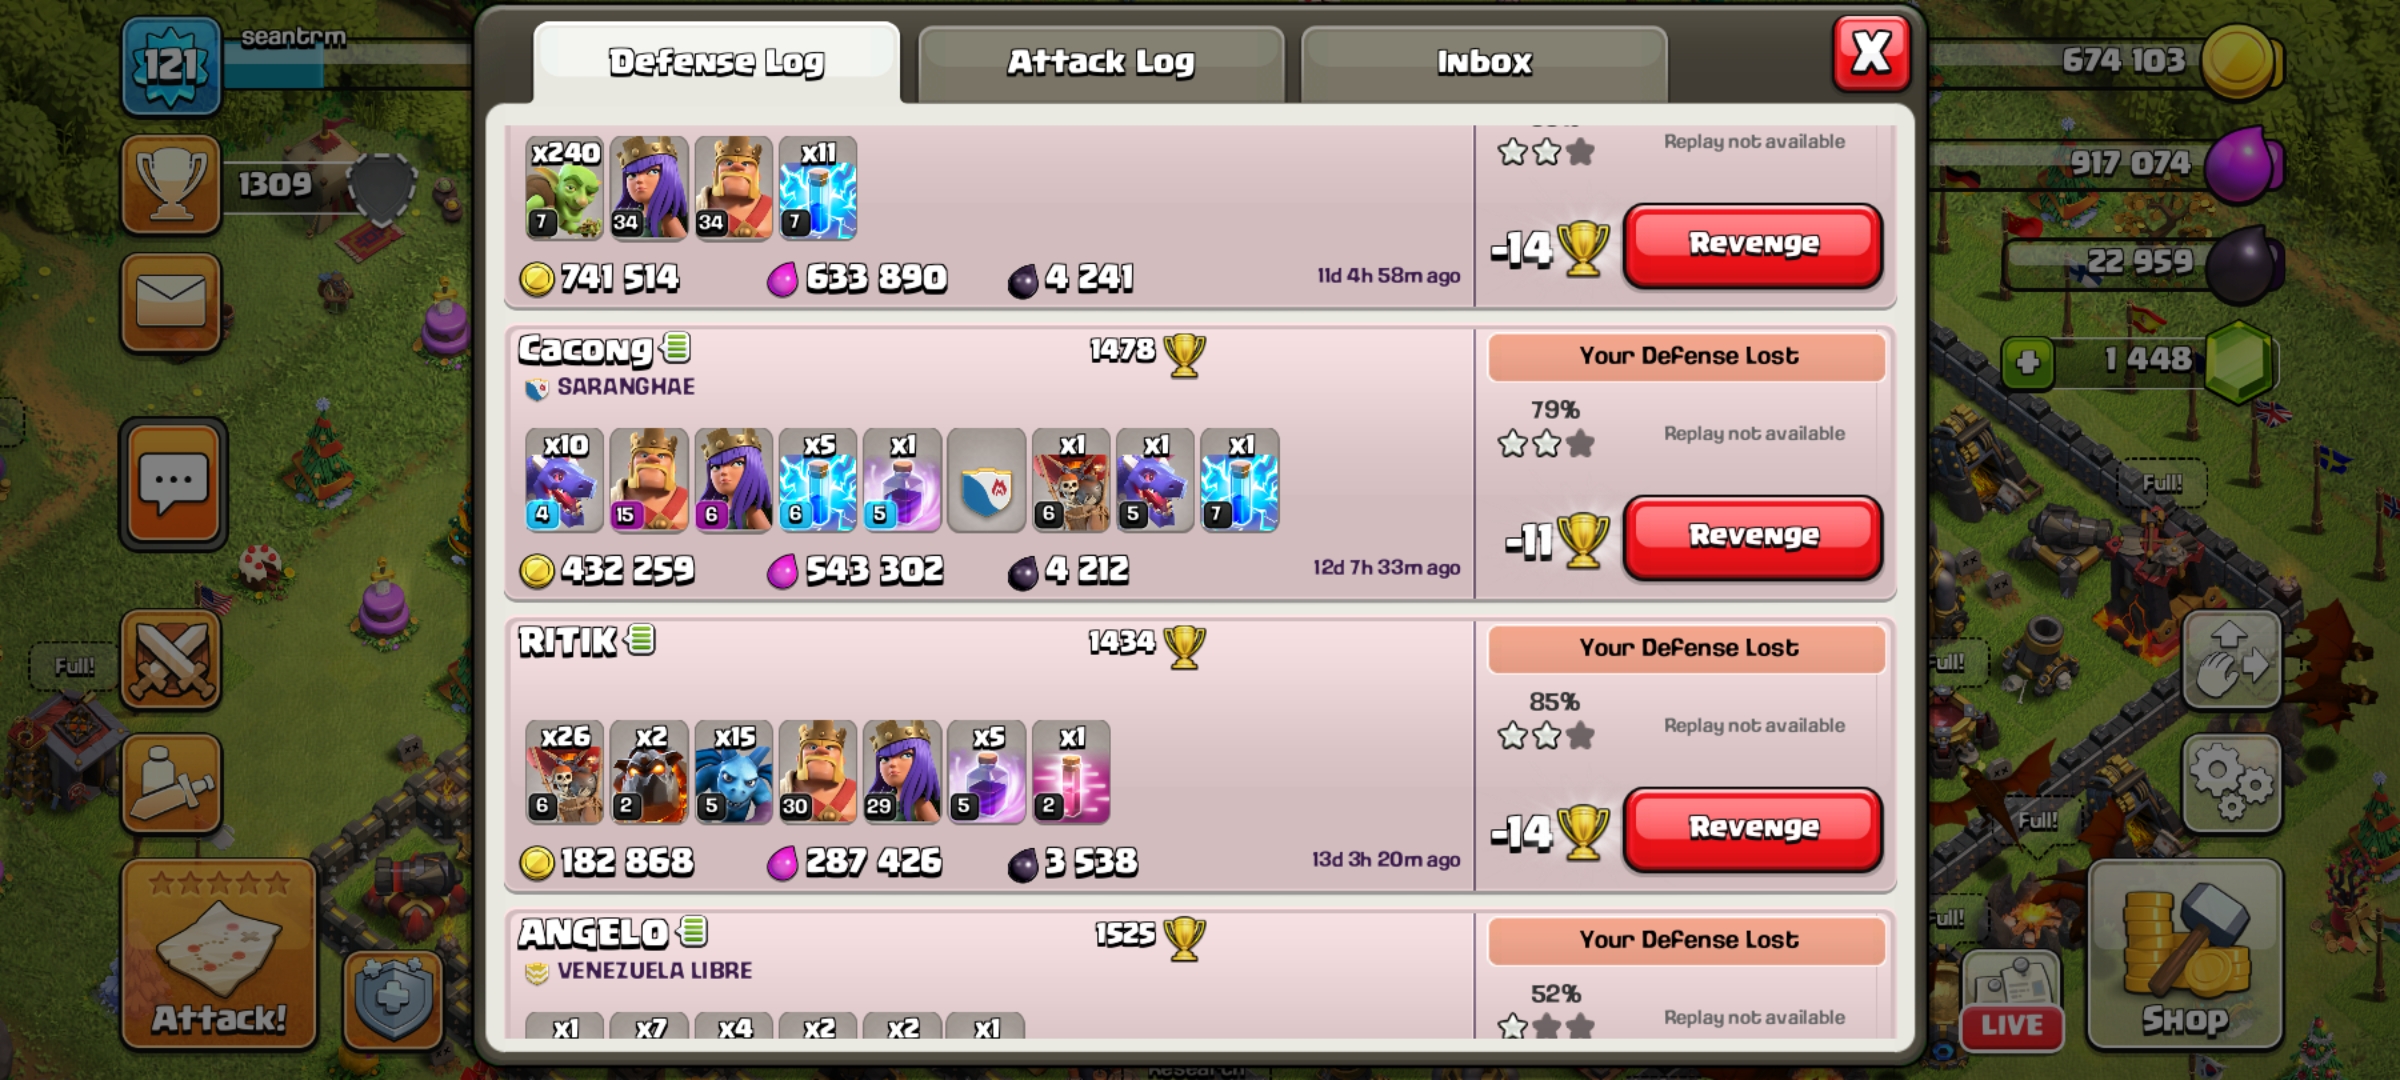 121
seantrm
Defense Log
Attack Log
Inbox
X
674 103
1309
917 074
22 959
1 448
x240
x11
7
34
34
7
Replay not available
741 514
633 890
4 241
11d 4h 58m ago
-14
Revenge
Cacong
1478
SARANGHAE
Your Defense Lost
79%
Replay not available
x10
x5
x1
x1
x1
x1
4
15
6
6
5
6
5
7
432 259
543 302
4 212
12d 7h 33m ago
-11
Revenge
RITIK
1434
Your Defense Lost
85%
Replay not available
x26
x2
x15
x5
x1
6
2
5
30
29
5
2
182 868
287 426
3 538
13d 3h 20m ago
-14
Revenge
ANGELO
1525
VENEZUELA LIBRE
Your Defense Lost
52%
Replay not available
x1
x7
x4
x2
x2
x1
Full!
Attack!
Full!
Full!
Full!
Full!
LIVE
Shop
Research